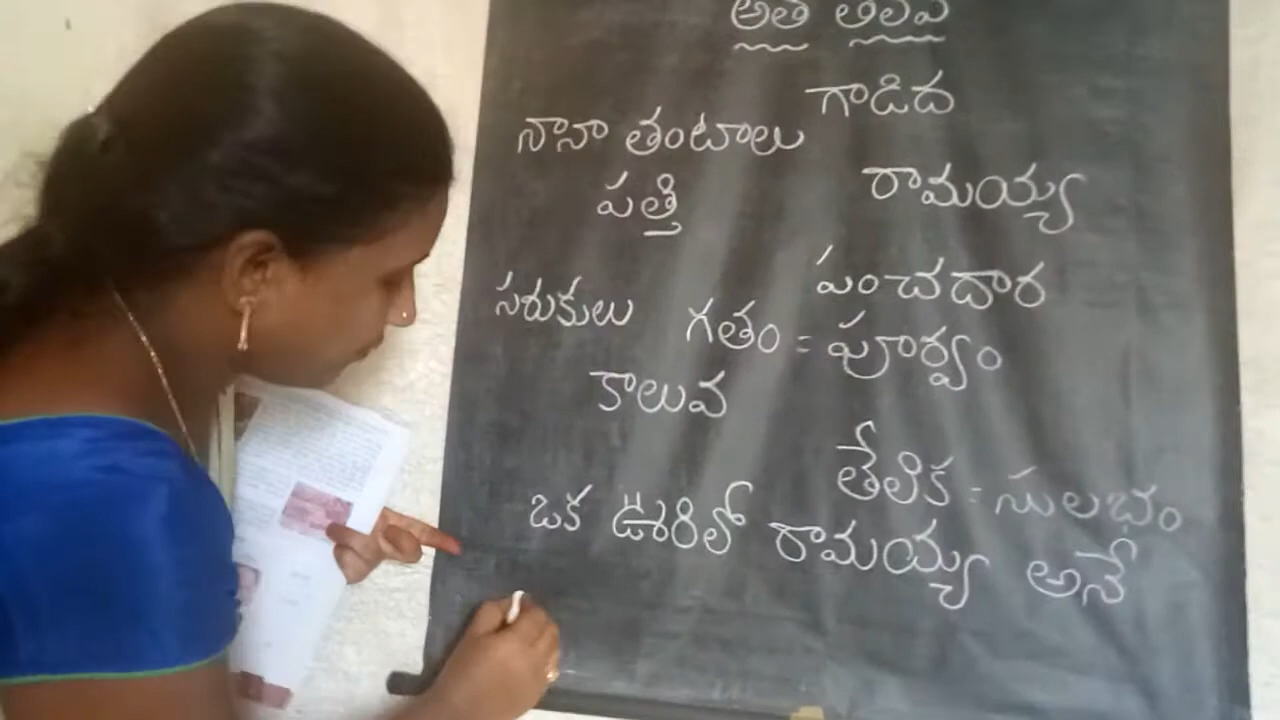 అతి తెలివి
గాడిద
నానా తంటాలు
పత్తి
రామయ్య
పంచదార
సరుకులు
గతం = పూర్వం
కాలువ
తేలిక = సులభం
ఒక ఊరిలో రామయ్య అనే